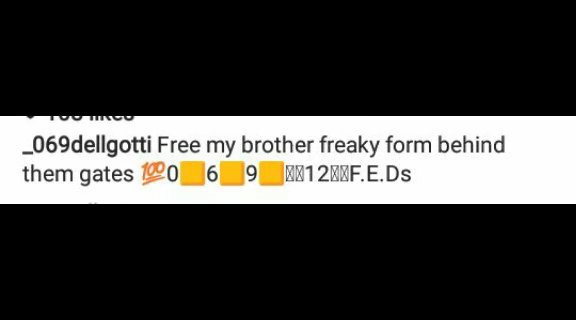 _069dellgotti Free my brother freaky form behind
them gates 💯0🟨6🟨9🟨12F.E.Ds